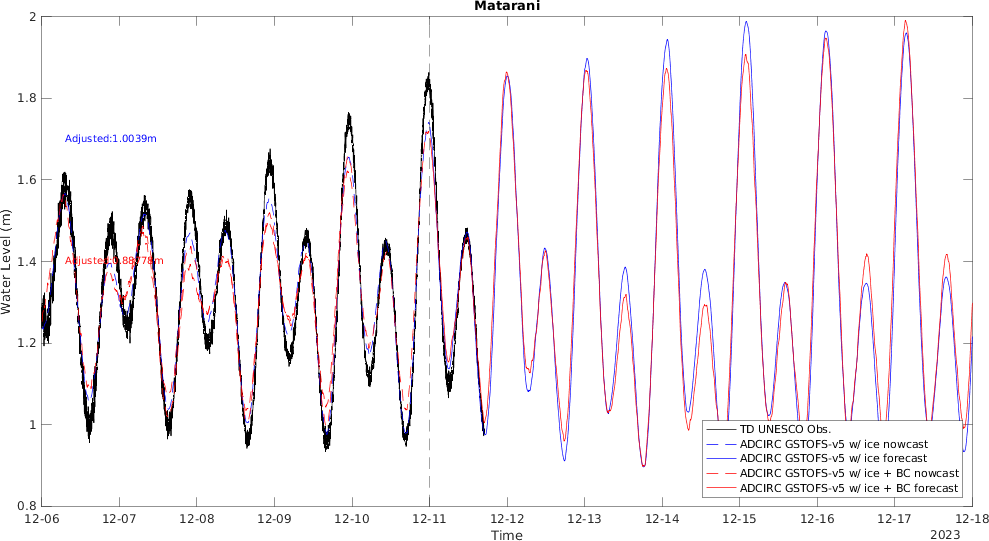 Matarani
2
1.8
1.6
1.4
1.2
1
0.8
Water Level (m)
Adjusted:1.0039m
12-06
12-07
12-08
12-09
12-10
12-11
12-12
12-13
12-14
12-15
12-16
12-17
12-18
Time
2023
TD UNESCO Obs.
ADCIRC GSTOFS-v5 w/ ice nowcast
ADCIRC GSTOFS-v5 w/ ice forecast
ADCIRC GSTOFS-v5 w/ ice + BC nowcast
ADCIRC GSTOFS-v5 w/ ice + BC forecast